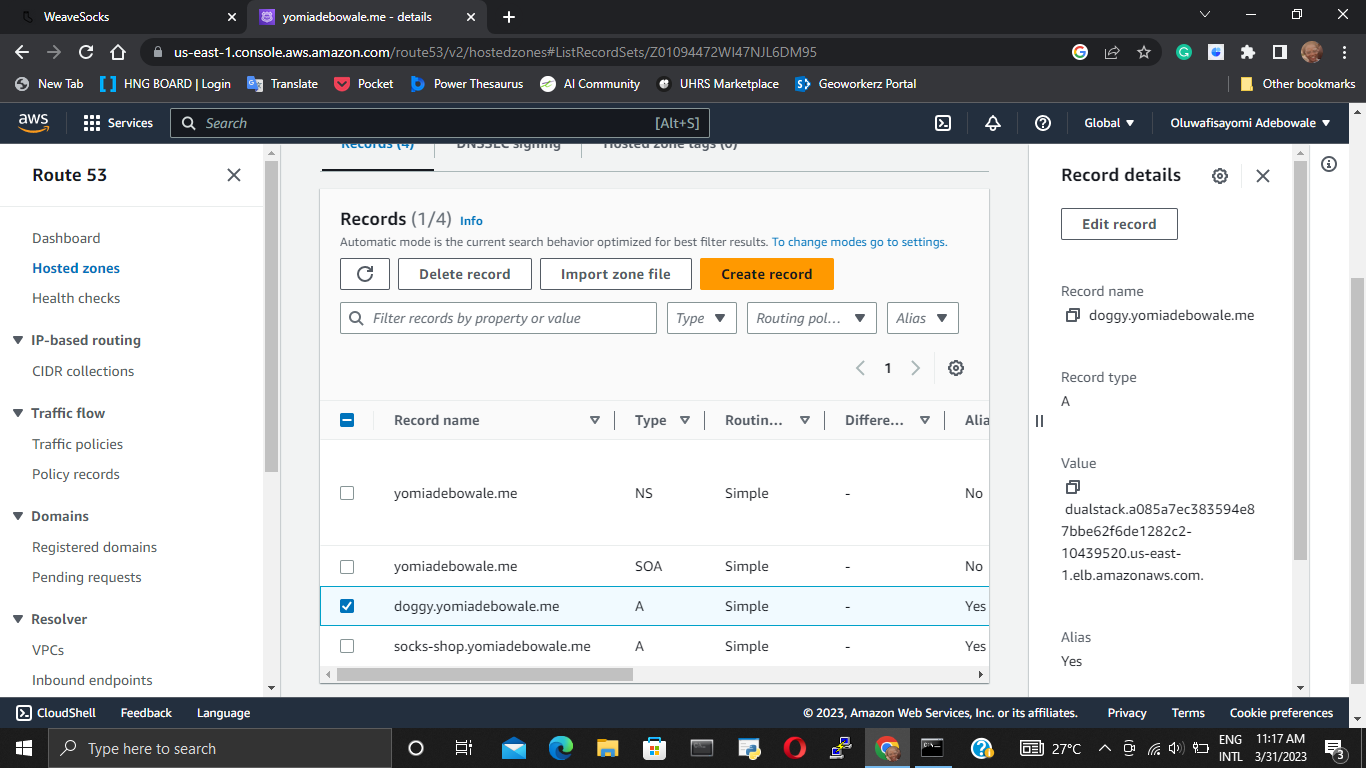 WeaveSocks
yomiadebowale.me - details
us-east-1.console.aws.amazon.com/route53/v2/hostedzones#ListRecordSets/Z01094472WI47NJL6DM95
New Tab
HNG BOARD | Login
Translate
Pocket
Power Thesaurus
AI Community
UHRS Marketplace
Geoworkerz Portal
Other bookmarks
aws
Services
Search
[Alt+S]
Global
Oluwafisayomi Adebowale
Route 53
Dashboard
Hosted zones
Health checks
IP-based routing
CIDR collections
Traffic flow
Traffic policies
Policy records
Domains
Registered domains
Pending requests
Resolver
VPCs
Inbound endpoints
Records (4)
DNSSEC signing
Hosted zone tags (0)
Records (1/4) Info
Automatic mode is the current search behavior optimized for best filter results. To change modes go to settings.
Delete record
Import zone file
Create record
Filter records by property or value
Type
Routing pol...
Alias
1
Record name Type Routin... Differe... Alia
yomiadebowale.me NS Simple - No
yomiadebowale.me SOA Simple - No
doggy.yomiadebowale.me A Simple - Yes
socks-shop.yomiadebowale.me A Simple - Yes
Record details
Edit record
Record name
doggy.yomiadebowale.me
Record type
A
Value
dualstack.a085a7ec383594e8
7bbe62f6de1282c2-
10439520.us-east-
1.elb.amazonaws.com.
Alias
Yes
CloudShell
Feedback
Language
© 2023, Amazon Web Services, Inc. or its affiliates.
Privacy
Terms
Cookie preferences
Type here to search
27°C
ENG
INTL
11:17 AM
3/31/2023
3